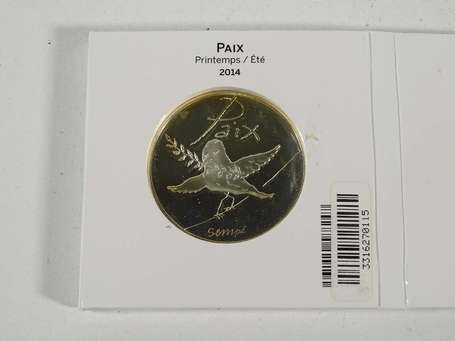 PAIX
Printemps / Été
2014
Paix
Sempé
3316270115